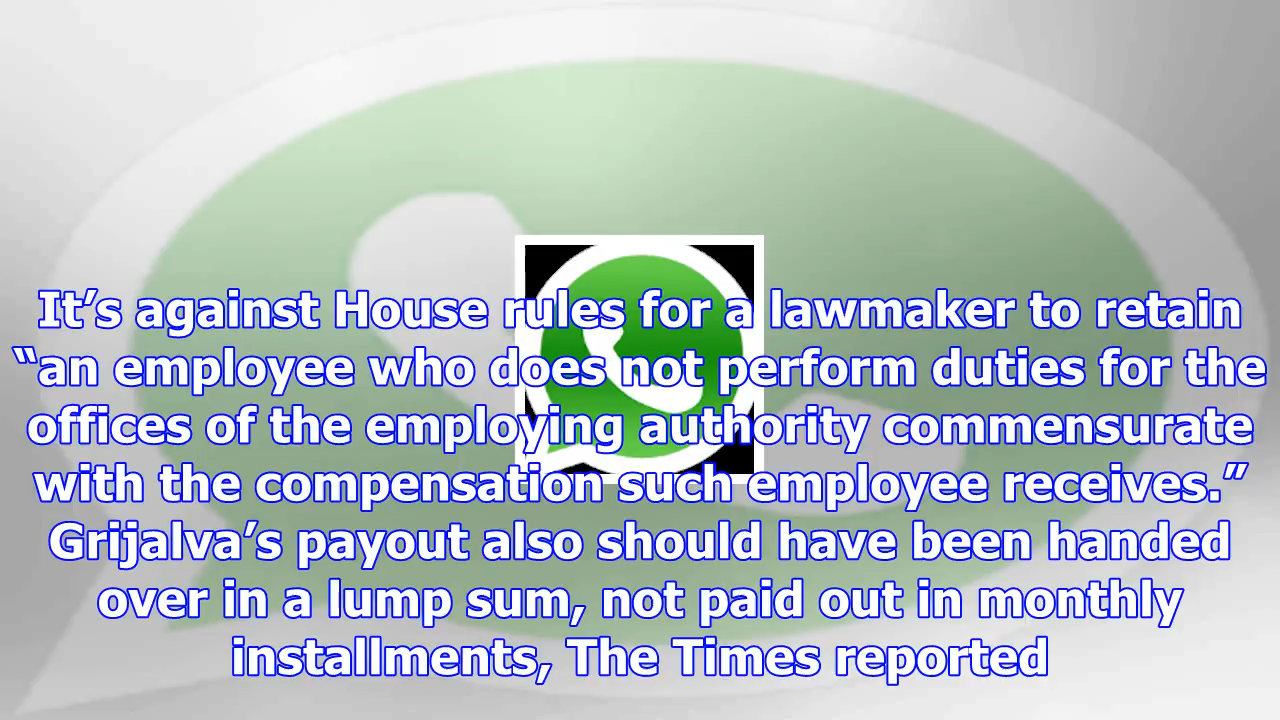 It’s against House rules for a lawmaker to retain
“an employee who does not perform duties for the
offices of the employing authority commensurate
with the compensation such employee receives.”
Grijalva’s payout also should have been handed
over in a lump sum, not paid out in monthly
installments, The Times reported